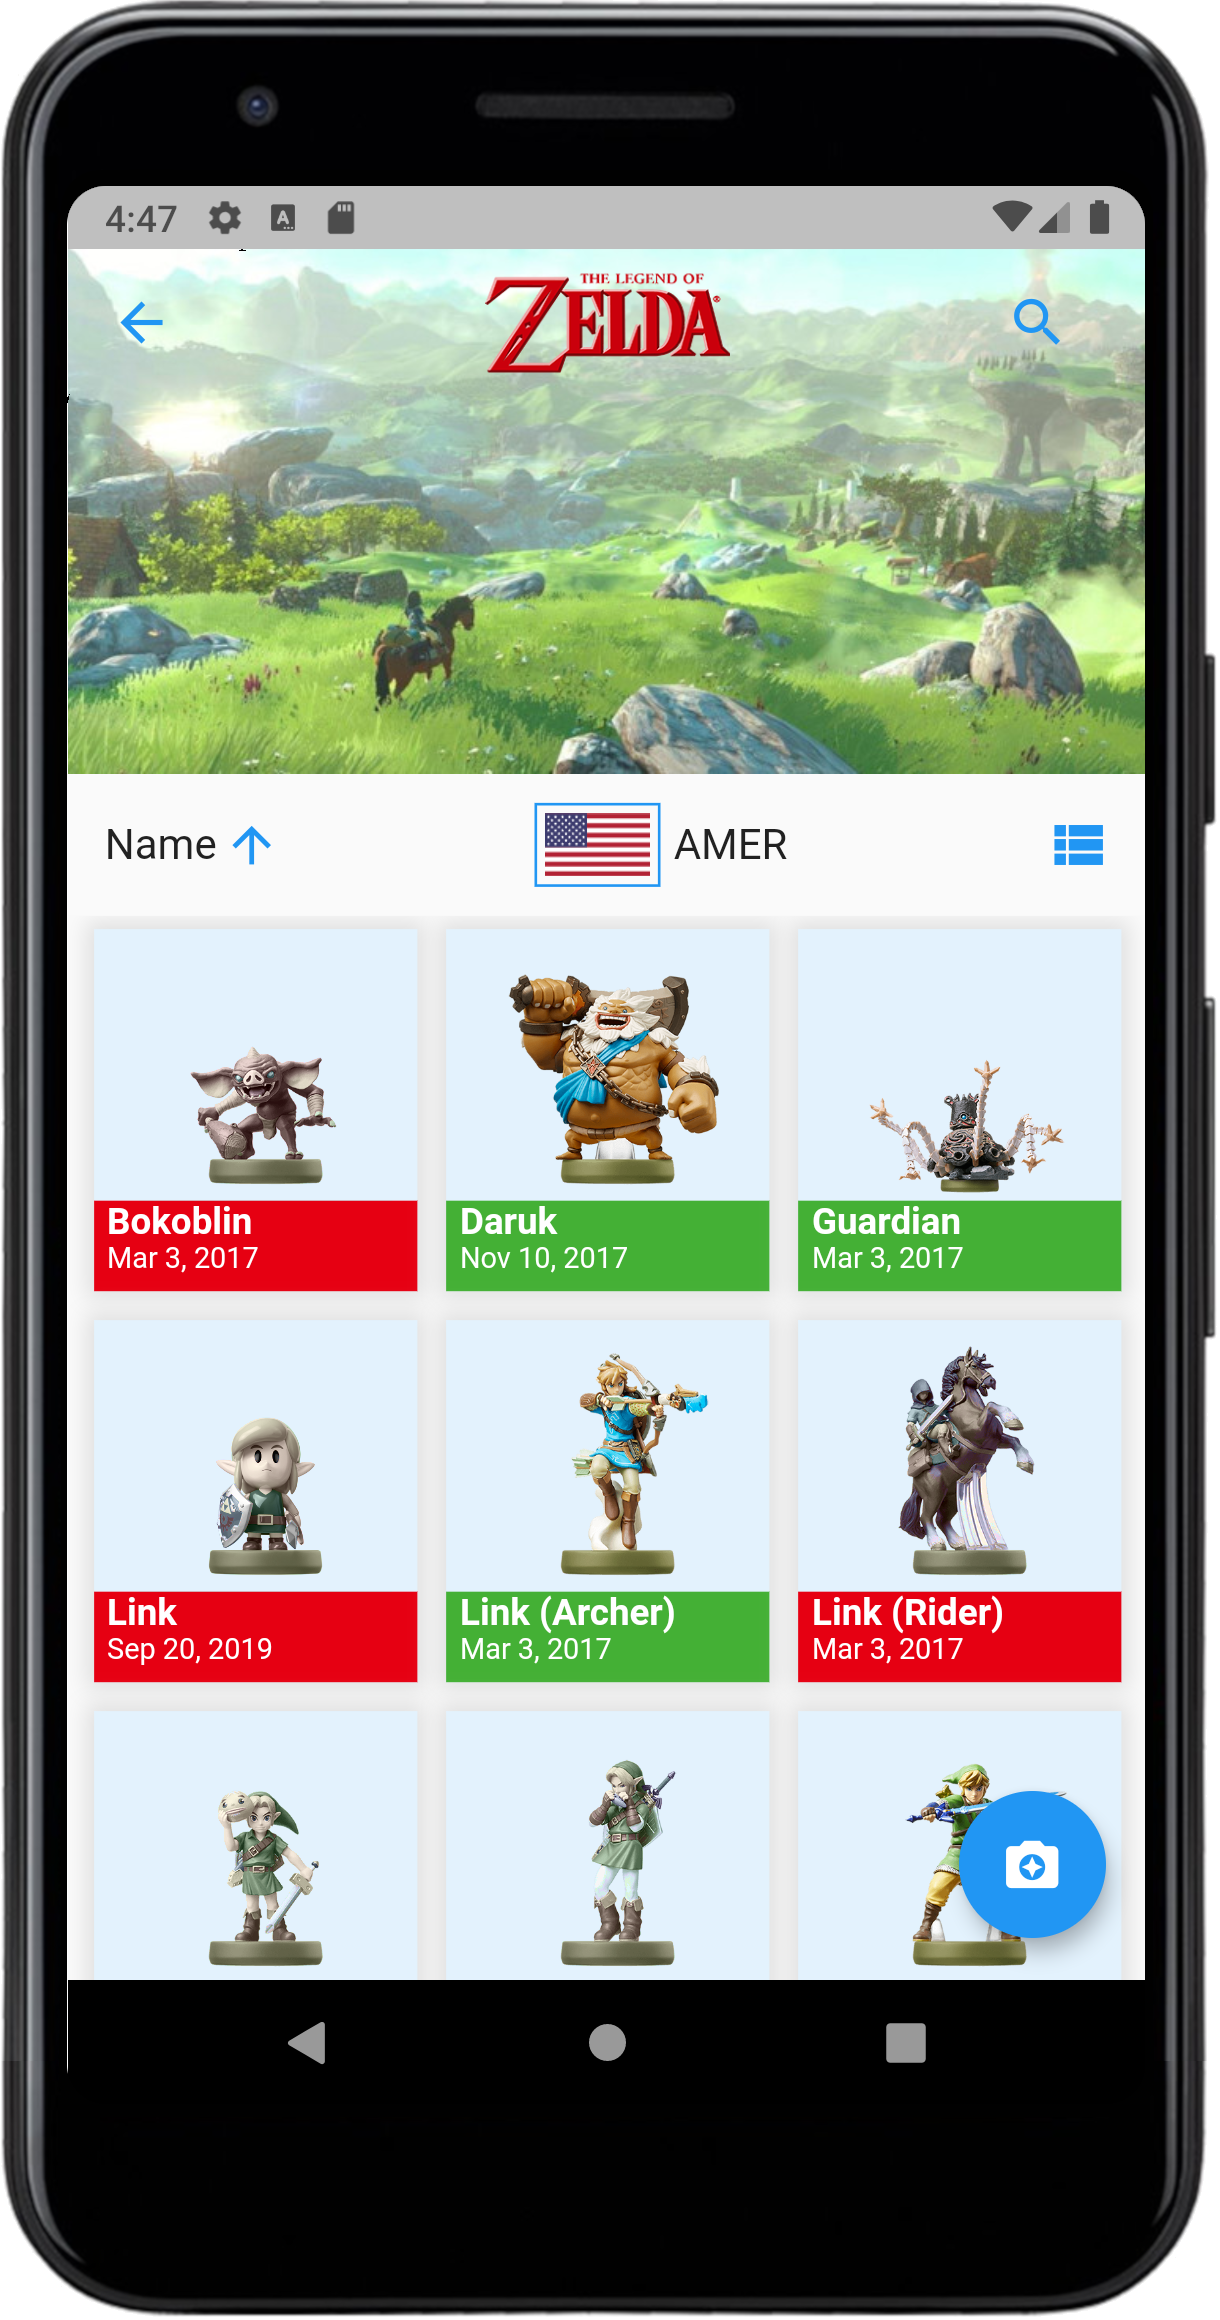 4:47
A
THE LEGEND OF
ZELDA®
Name
AMER
Bokoblin
Mar 3, 2017
Daruk
Nov 10, 2017
Guardian
Mar 3, 2017
Link
Sep 20, 2019
Link (Archer)
Mar 3, 2017
Link (Rider)
Mar 3, 2017